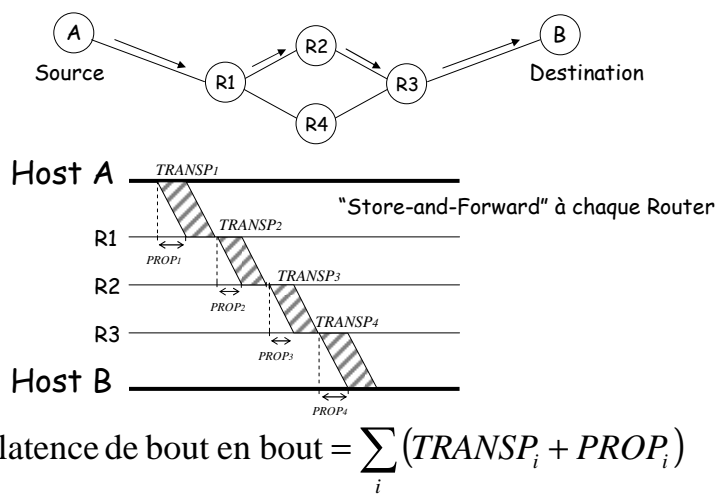 A
R2
B
Source
R1
R3
Destination
R4
Host A
TRANSP1
"Store-and-Forward" à chaque Router
R1
TRANSP2
PROP1
R2
TRANSP3
PROP2
R3
TRANSP4
PROP3
Host B
PROP4
latence de bout en bout = ∑i (TRANSPi + PROPi)